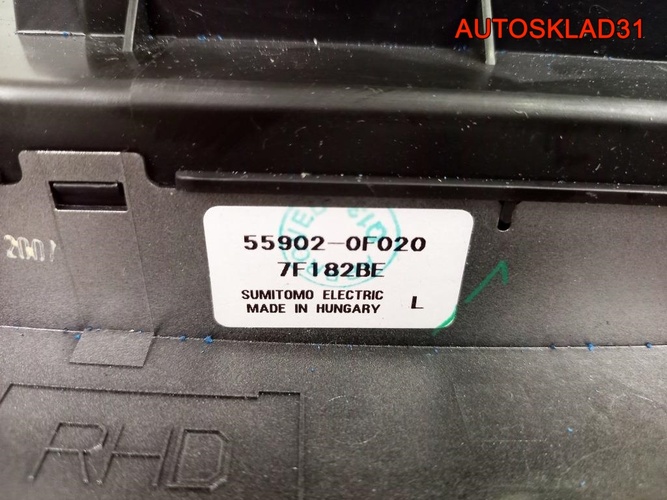 AUTOSKLAD31
55902-0F020
7F182BE
SUMITOMO ELECTRIC
MADE IN HUNGARY L
RHD